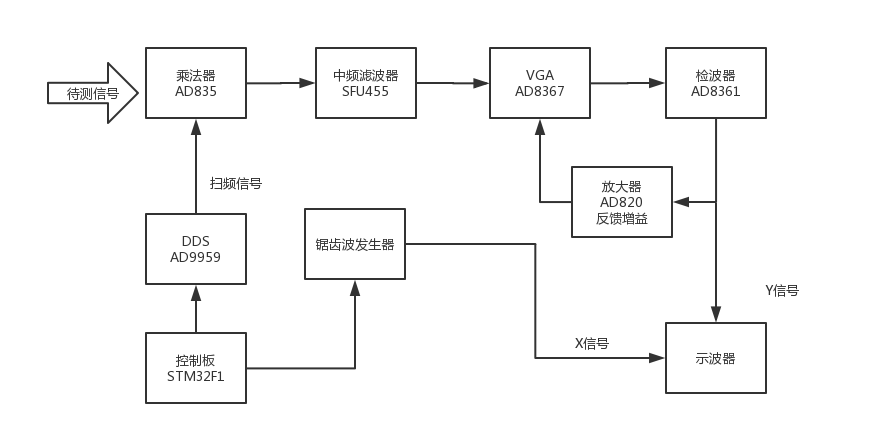 待测信号
乘法器
AD835
中频滤波器
SFU455
VGA
AD8367
检波器
AD8361
扫频信号
放大器
AD820
反馈增益
DDS
AD9959
锯齿波发生器
Y信号
X信号
控制板
STM32F1
示波器